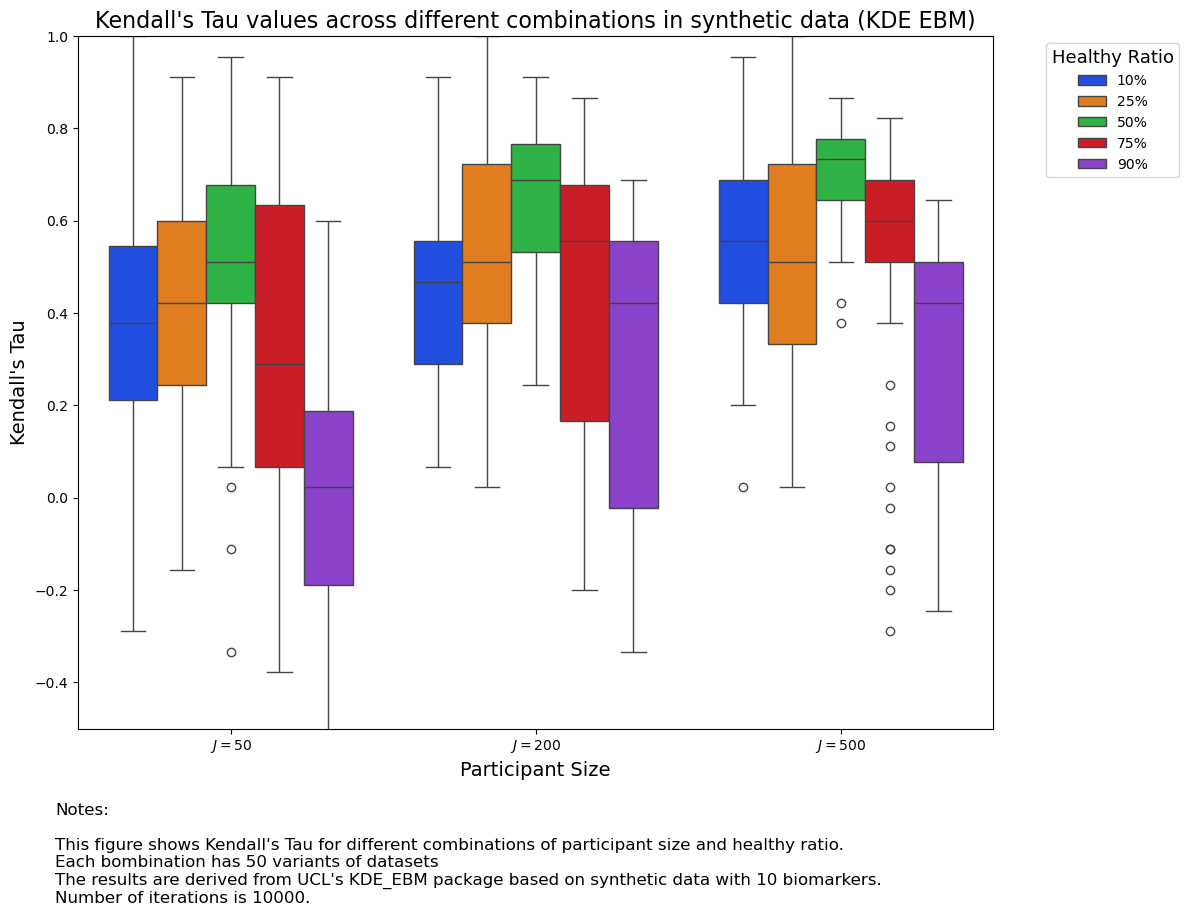 Kendall's Tau values across different combinations in synthetic data (KDE EBM)
Healthy Ratio
10%
25%
50%
75%
90%
Kendall's Tau
1.0
0.8
0.6
0.4
0.2
0.0
−0.2
−0.4
J = 50
J = 200
J = 500
Participant Size
Notes:
This figure shows Kendall's Tau for different combinations of participant size and healthy ratio.
Each bombination has 50 variants of datasets
The results are derived from UCL's KDE_EBM package based on synthetic data with 10 biomarkers.
Number of iterations is 10000.